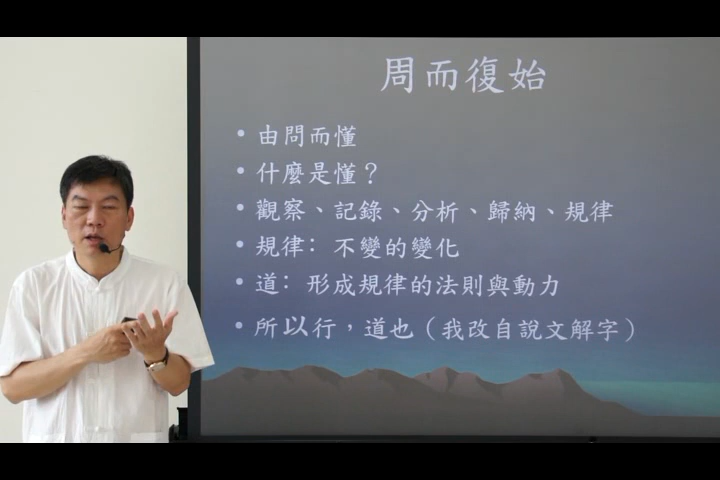 周而復始
• 由問而懂
• 什麼是懂？
• 觀察、記錄、分析、歸納、規律
• 規律：不變的變化
• 道：形成規律的法則與動力
• 所以行，道也（我改自說文解字）